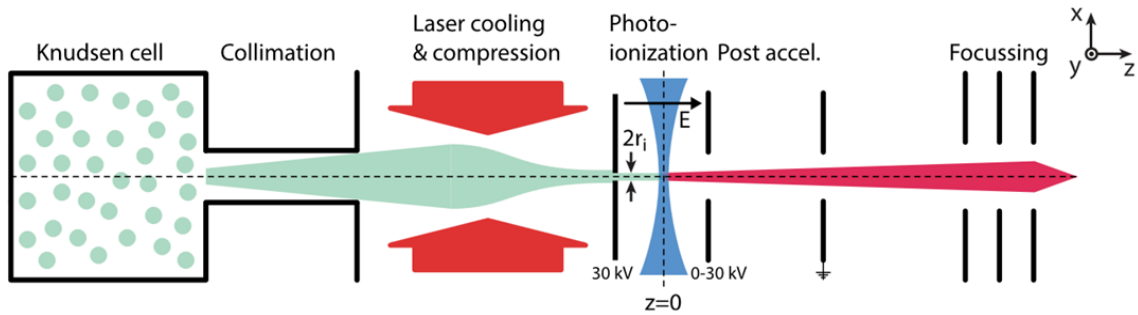 Knudsen cell
Collimation
Laser cooling
& compression
Photo-
ionization
Post accel.
Focussing
x
y
z
E
2rᵢ
30 kV
0-30 kV
z=0